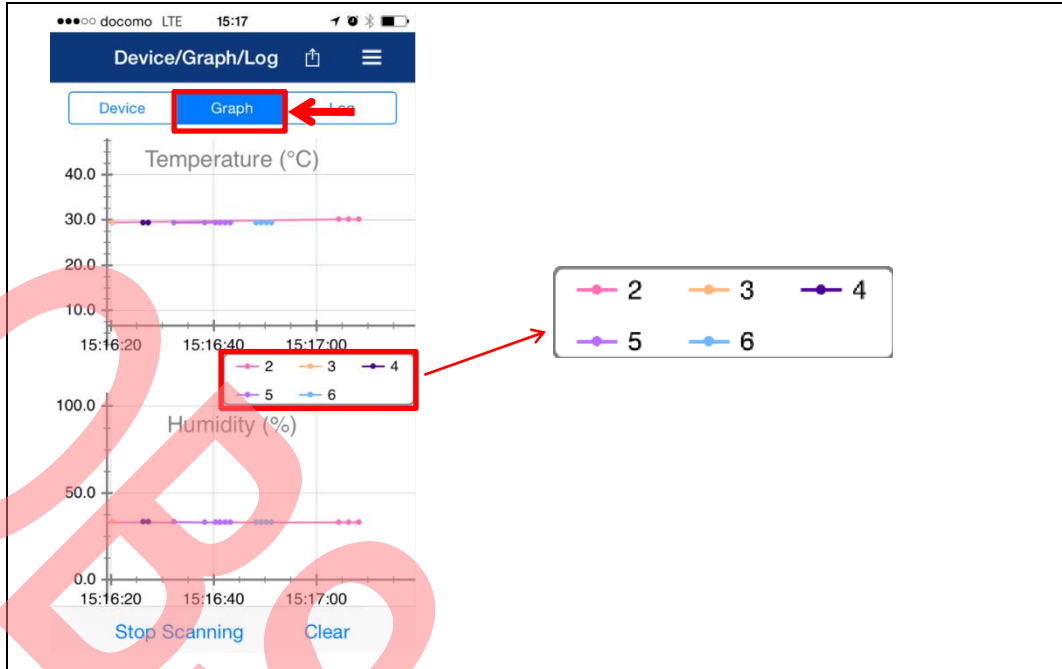 docomo LTE 15:17
Device/Graph/Log
Device Graph Log
Temperature (°C)
40.0
30.0
20.0
10.0
15:16:20 15:16:40 15:17:00
2 3 4
5 6
100.0
Humidity (%)
50.0
0.0
15:16:20 15:16:40 15:17:00
Stop Scanning Clear
2 3 4
5 6